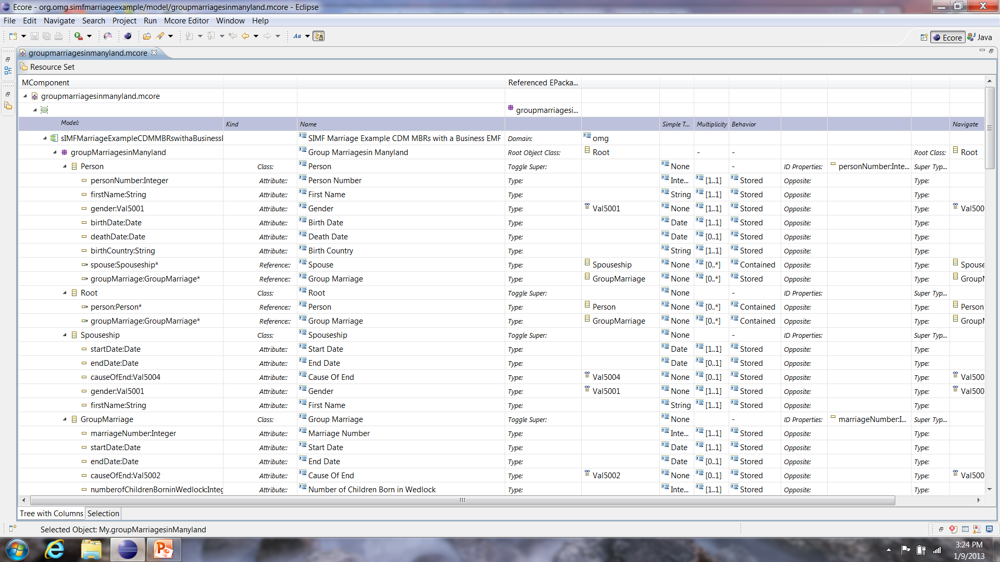 Ecore - org.omg.simfmarriageexample/model/groupmarriagesinmanyland.mcore - Eclipse
File Edit Navigate Search Project Run Mcore Editor Window Help
Aa Ecore Java
groupmarriagesinmanyland.mcore
Resource Set
MComponent Referenced EPacka...
groupmarriagesinmanyland.mcore
groupmarriagesi...
Model: Kind Name Simple T... Multiplicity Behavior Navigate
sIMFMarriageExampleCDMMBRswithaBusiness SIMF Marriage Example CDM MBRs with a Business EMF Domain: omg
groupMarriagesinManyland Group Marriagesin Manyland Root Object Class: Root - - Root Class: Root
Person Class: Person Toggle Super: None - ID Properties: personNumber:Inte... Super Typ...
personNumber:Integer Attribute:: Person Number Type: Inte... [1..1] Stored Opposite: Type:
firstName:String Attribute:: First Name Type: String [1..1] Stored Opposite: Type:
gender:Val5001 Attribute:: Gender Type: Val5001 None [1..1] Stored Opposite: Type: Val500
birthDate:Date Attribute:: Birth Date Type: Date [1..1] Stored Opposite: Type:
deathDate:Date Attribute:: Death Date Type: Date [0..1] Stored Opposite: Type:
birthCountry:String Attribute:: Birth Country Type: String [1..1] Stored Opposite: Type:
spouse:Spouseship* Reference:: Spouse Type: Spouseship None [0..*] Contained Opposite: Type: Spouse
groupMarriage:GroupMarriage* Reference:: Group Marriage Type: GroupMarriage None [0..*] Stored Opposite: Type: GroupM
Root Class: Root Toggle Super: None - ID Properties: Super Typ...
person:Person* Reference:: Person Type: Person None [0..*] Contained Opposite: Type: Person
groupMarriage:GroupMarriage* Reference:: Group Marriage Type: GroupMarriage None [0..*] Contained Opposite: Type: GroupM
Spouseship Class: Spouseship Toggle Super: None - ID Properties: Super Typ...
startDate:Date Attribute:: Start Date Type: Date [1..1] Stored Opposite: Type:
endDate:Date Attribute:: End Date Type: Date [0..1] Stored Opposite: Type:
causeOfEnd:Val5004 Attribute:: Cause Of End Type: Val5004 None [0..1] Stored Opposite: Type: Val500
gender:Val5001 Attribute:: Gender Type: Val5001 None [1..1] Stored Opposite: Type: Val500
firstName:String Attribute:: First Name Type: String [1..1] Stored Opposite: Type:
GroupMarriage Class: Group Marriage Toggle Super: None - ID Properties: marriageNumber:I... Super Typ...
marriageNumber:Integer Attribute:: Marriage Number Type: Inte... [1..1] Stored Opposite: Type:
startDate:Date Attribute:: Start Date Type: Date [1..1] Stored Opposite: Type:
endDate:Date Attribute:: End Date Type: Date [0..1] Stored Opposite: Type:
causeOfEnd:Val5002 Attribute:: Cause Of End Type: Val5002 None [0..1] Stored Opposite: Type: Val500
numberofChildrenBorninWedlock:Integ Attribute:: Number of Children Born in Wedlock Type: Inte... [1..1] Stored Opposite: Type:
Tree with Columns Selection
Selected Object: My.groupMarriagesinManyland
3:24 PM
1/9/2013